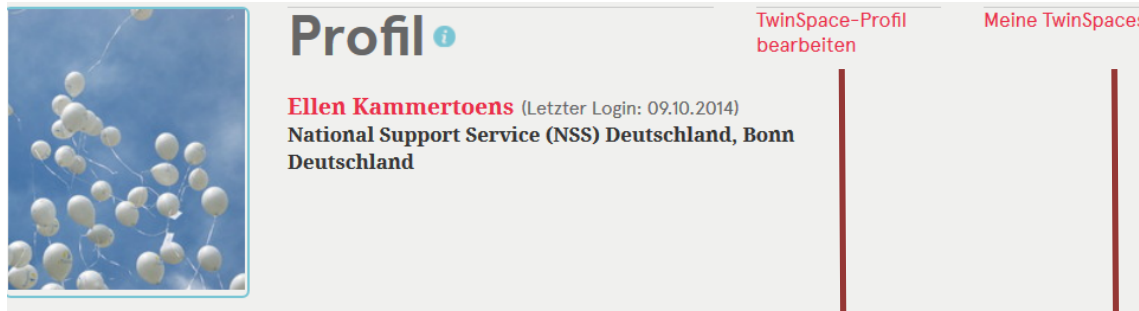 Profil
TwinSpace-Profil
bearbeiten
Meine TwinSpaces
Ellen Kammertoens (Letzter Login: 09.10.2014)
National Support Service (NSS) Deutschland, Bonn
Deutschland